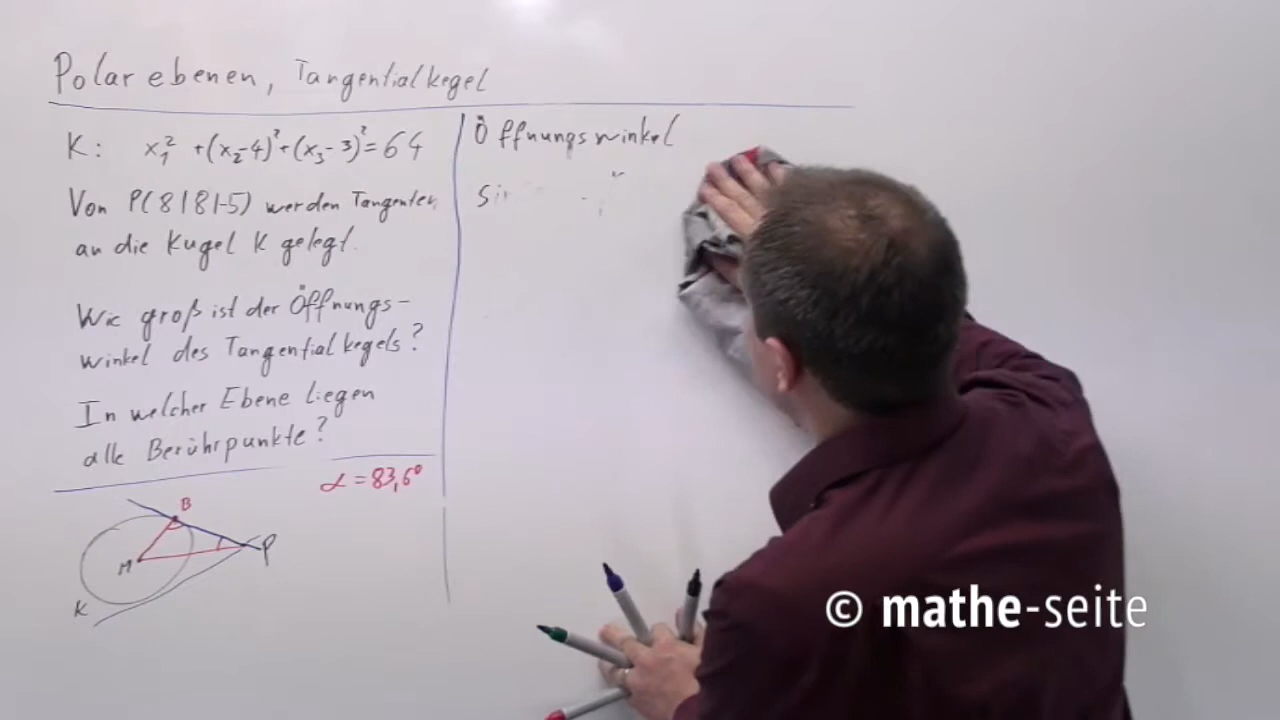 Polarebenen, Tangentialkegel
K: x₁² + (x₂-4)² + (x₃-3)² = 64
Von P(8|8|-5) werden Tangenten
an die Kugel K gelegt.
Wie groß ist der Öffnungs-
winkel des Tangentialkegels?
In welcher Ebene liegen
alle Berührpunkte?
α = 83,6°
B
M
P
K
Öffnungswinkel
© mathe-seite